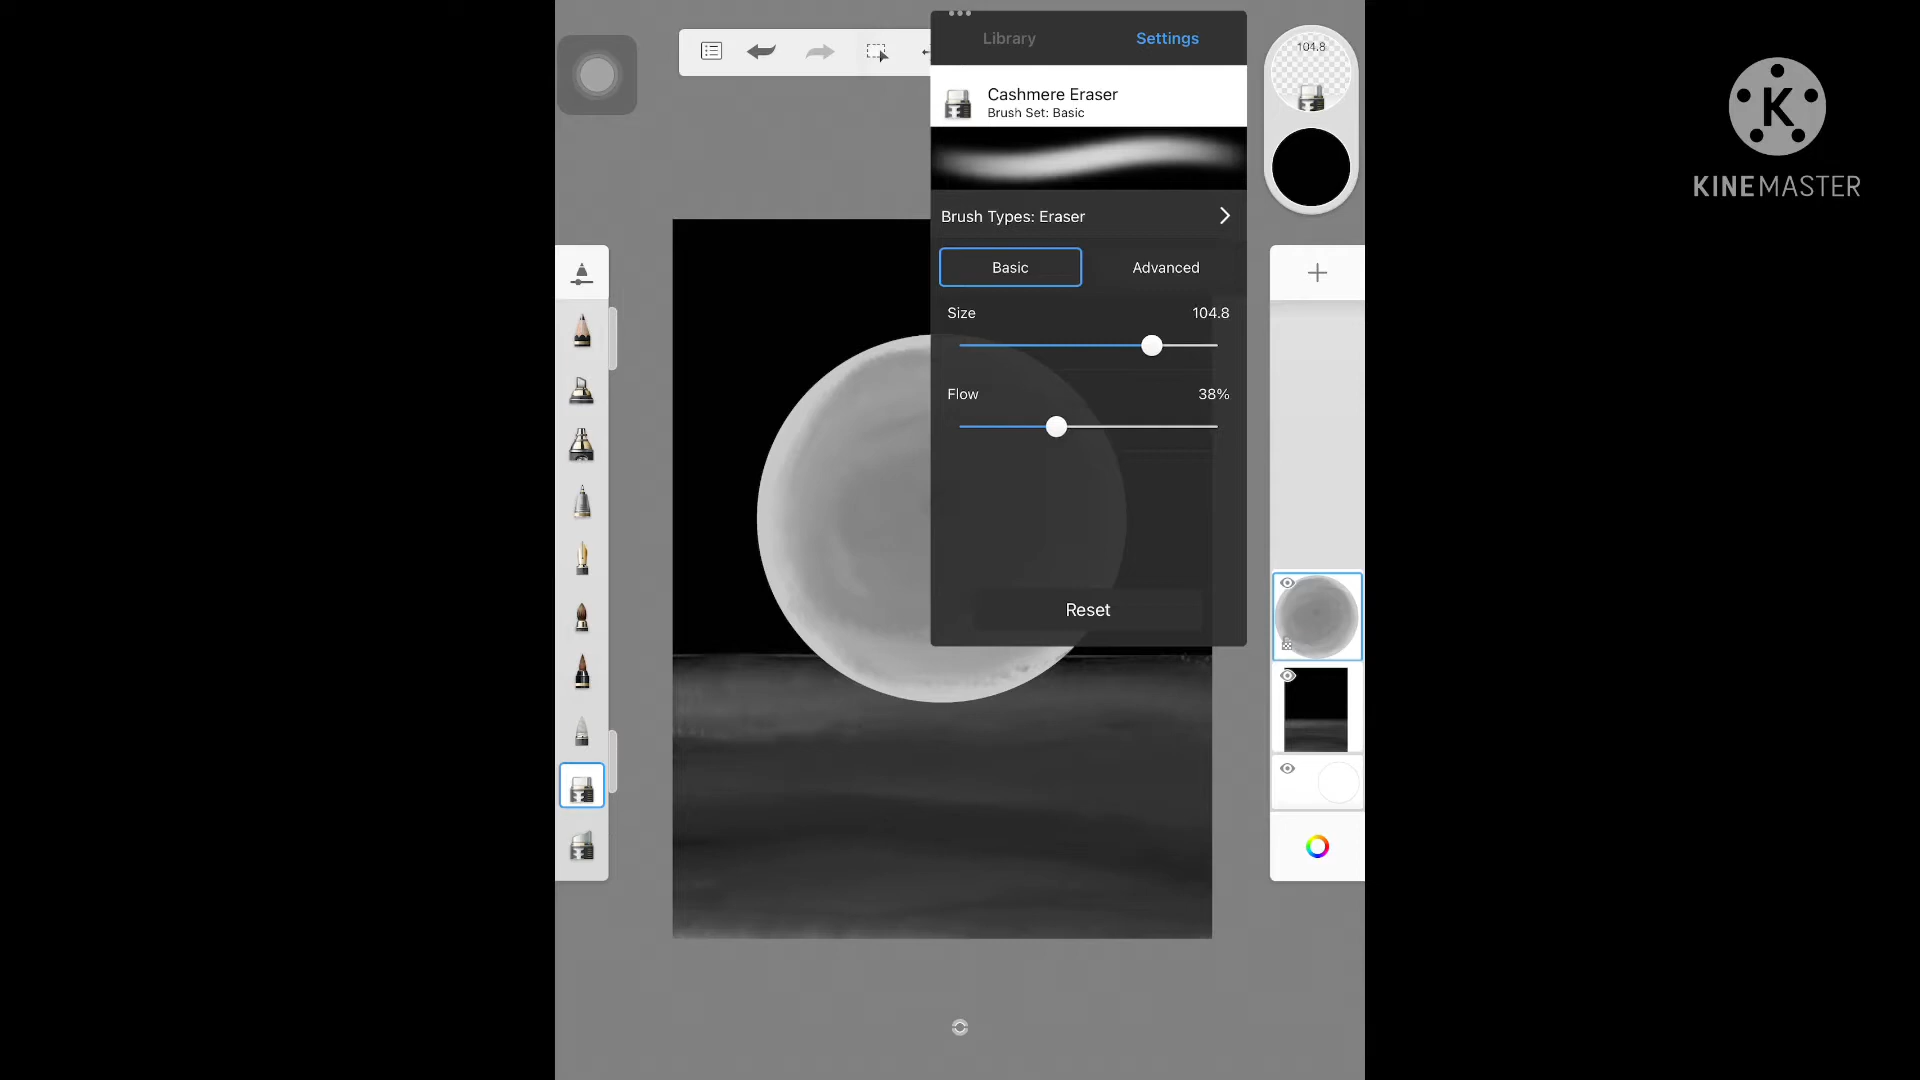 Library
Settings
104.8
Cashmere Eraser
Brush Set: Basic
Brush Types: Eraser
Basic
Advanced
Size
104.8
Flow
38%
Reset
K
KINEMASTER